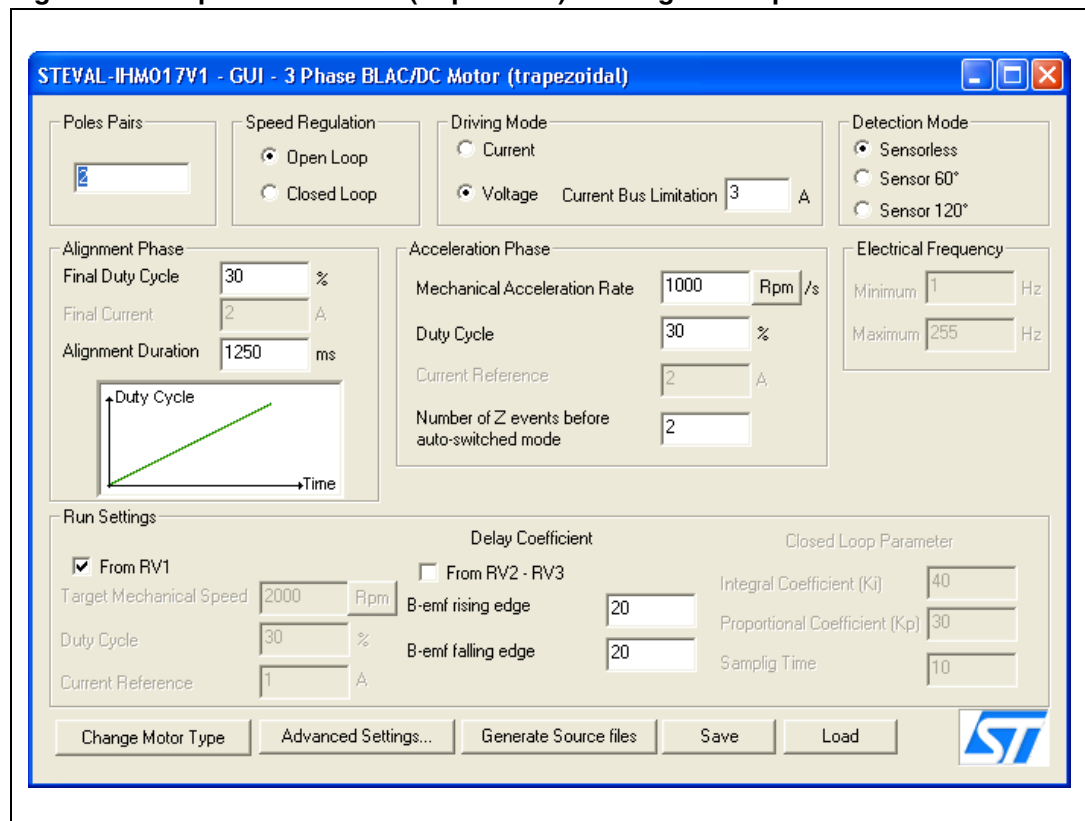 STEVAL-IHM017V1 - GUI - 3 Phase BLAC/DC Motor (trapezoidal)
Poles Pairs
2
Speed Regulation
Open Loop
Closed Loop
Driving Mode
Current
Voltage Current Bus Limitation 3 A
Detection Mode
Sensorless
Sensor 60°
Sensor 120°
Alignment Phase
Final Duty Cycle 30 %
Final Current 2 A
Alignment Duration 1250 ms
Duty Cycle
Time
Acceleration Phase
Mechanical Acceleration Rate 1000 Rpm /s
Duty Cycle 30 %
Current Reference 2 A
Number of Z events before
auto-switched mode 2
Electrical Frequency
Minimum 1 Hz
Maximum 255 Hz
Run Settings
From RV1
Target Mechanical Speed 2000 Rpm
Duty Cycle 30 %
Current Reference 1 A
Delay Coefficient
From RV2 - RV3
B-emf rising edge 20
B-emf falling edge 20
Closed Loop Parameter
Integral Coefficient (Ki) 40
Proportional Coefficient (Kp) 30
Samplig Time 10
Change Motor Type Advanced Settings... Generate Source files Save Load
ST